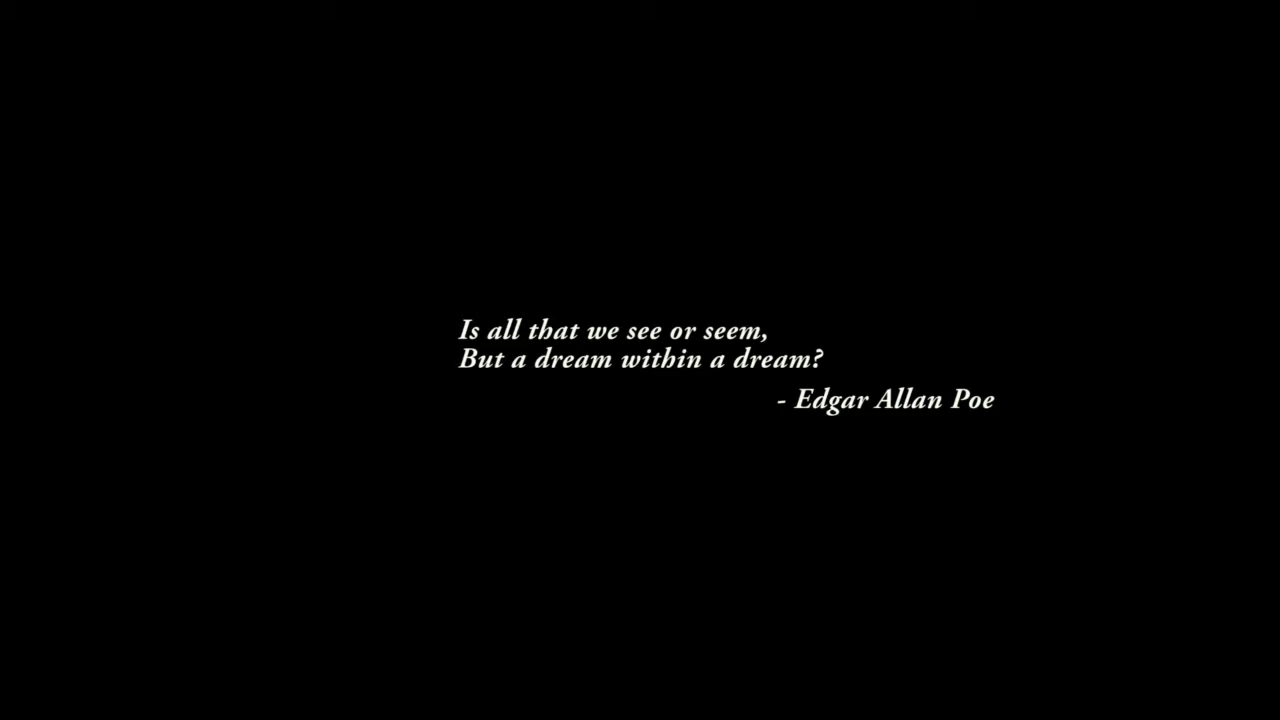 Is all that we see or seem,
But a dream within a dream?
- Edgar Allan Poe